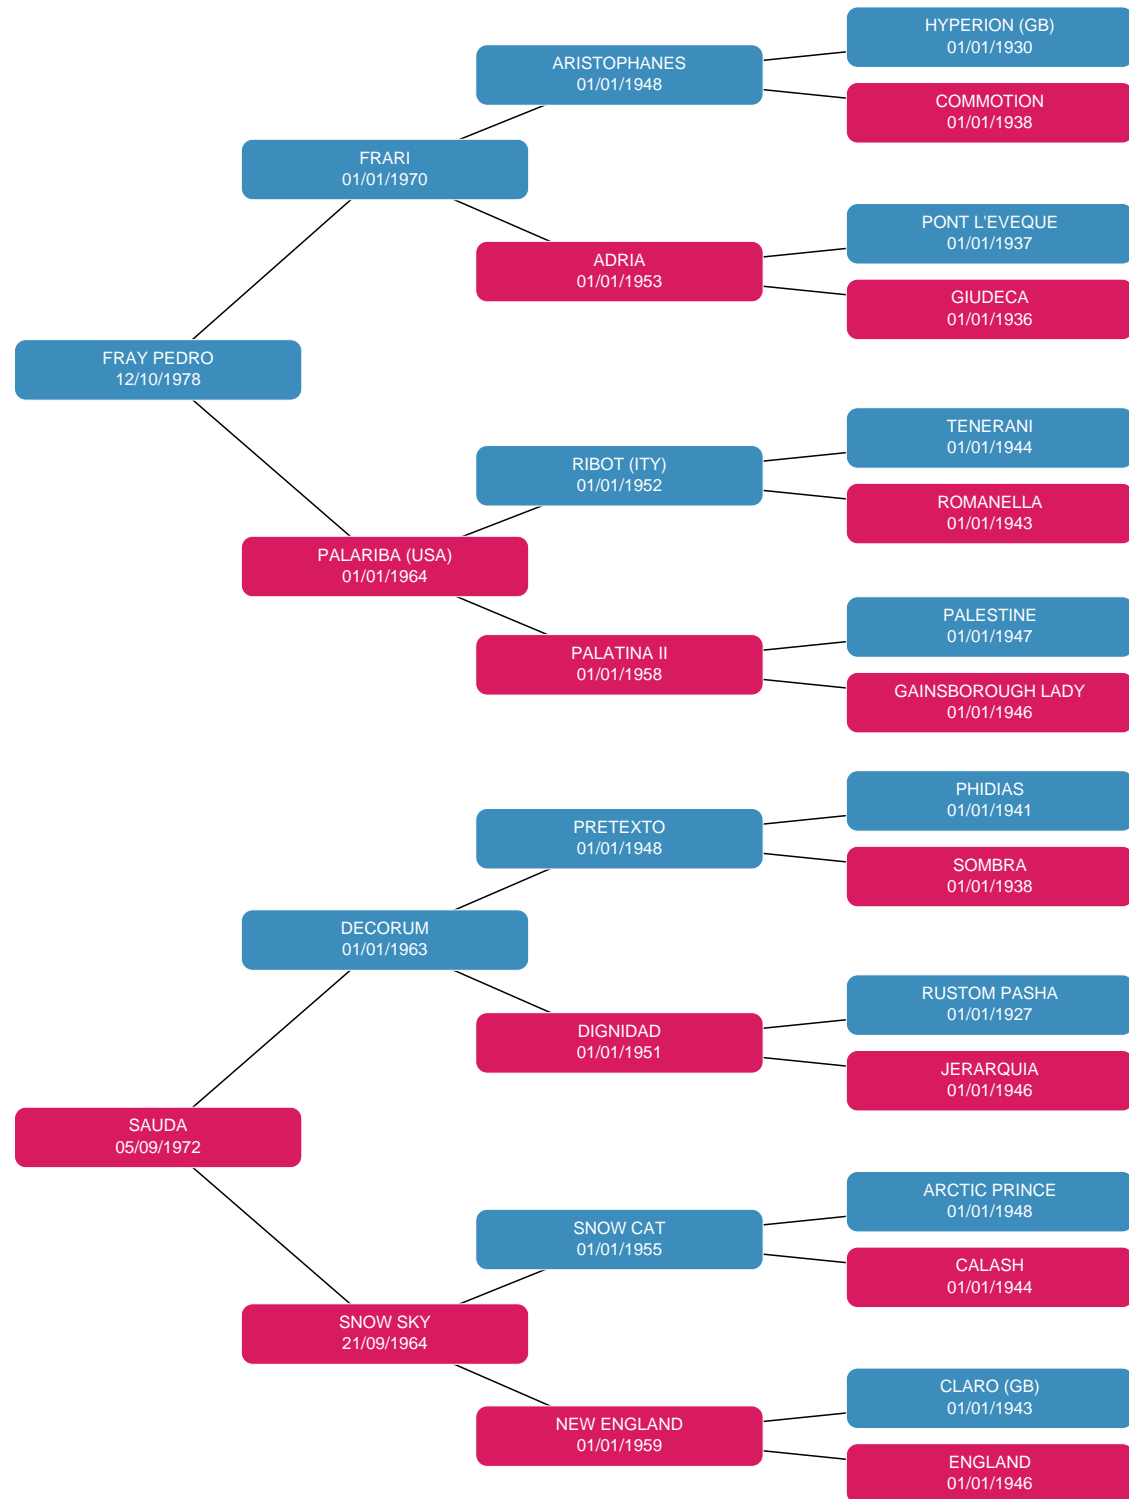 HYPERION (GB)
01/01/1930
ARISTOPHANES
01/01/1948
COMMOTION
01/01/1938
FRARI
01/01/1970
PONT L'EVEQUE
01/01/1937
ADRIA
01/01/1953
GIUDECA
01/01/1936
FRAY PEDRO
12/10/1978
TENERANI
01/01/1944
RIBOT (ITY)
01/01/1952
ROMANELLA
01/01/1943
PALARIBA (USA)
01/01/1964
PALESTINE
01/01/1947
PALATINA II
01/01/1958
GAINSBOROUGH LADY
01/01/1946
PHIDIAS
01/01/1941
PRETEXTO
01/01/1948
SOMBRA
01/01/1938
DECORUM
01/01/1963
RUSTOM PASHA
01/01/1927
DIGNIDAD
01/01/1951
JERARQUIA
01/01/1946
SAUDA
05/09/1972
ARCTIC PRINCE
01/01/1948
SNOW CAT
01/01/1955
CALASH
01/01/1944
SNOW SKY
21/09/1964
CLARO (GB)
01/01/1943
NEW ENGLAND
01/01/1959
ENGLAND
01/01/1946